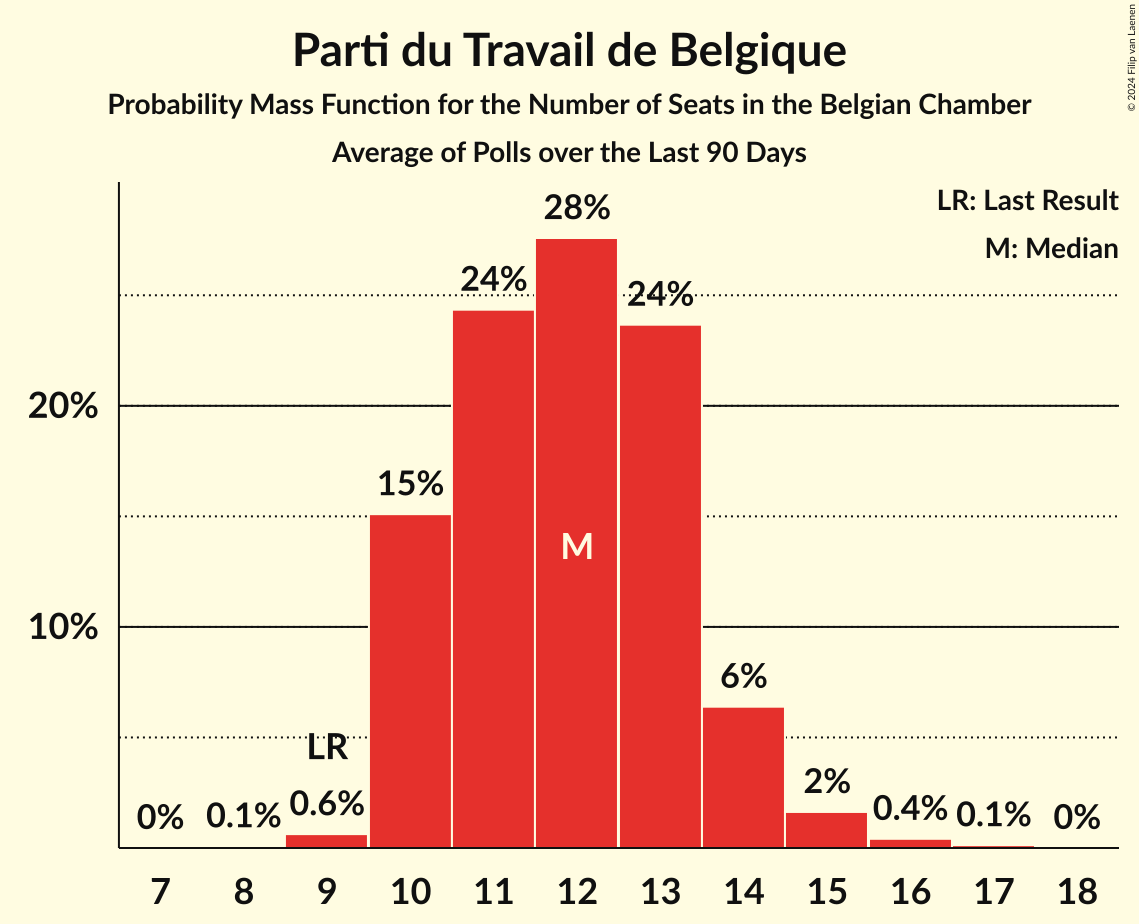 Parti du Travail de Belgique
Probability Mass Function for the Number of Seats in the Belgian Chamber
Average of Polls over the Last 90 Days
© 2024 Filip van Laenen
LR: Last Result
M: Median
28%
24%
24%
20%
15%
M
10%
6%
LR
2%
0%
0.1%
0.6%
0.4%
0.1%
0%
7 8 9 10 11 12 13 14 15 16 17 18